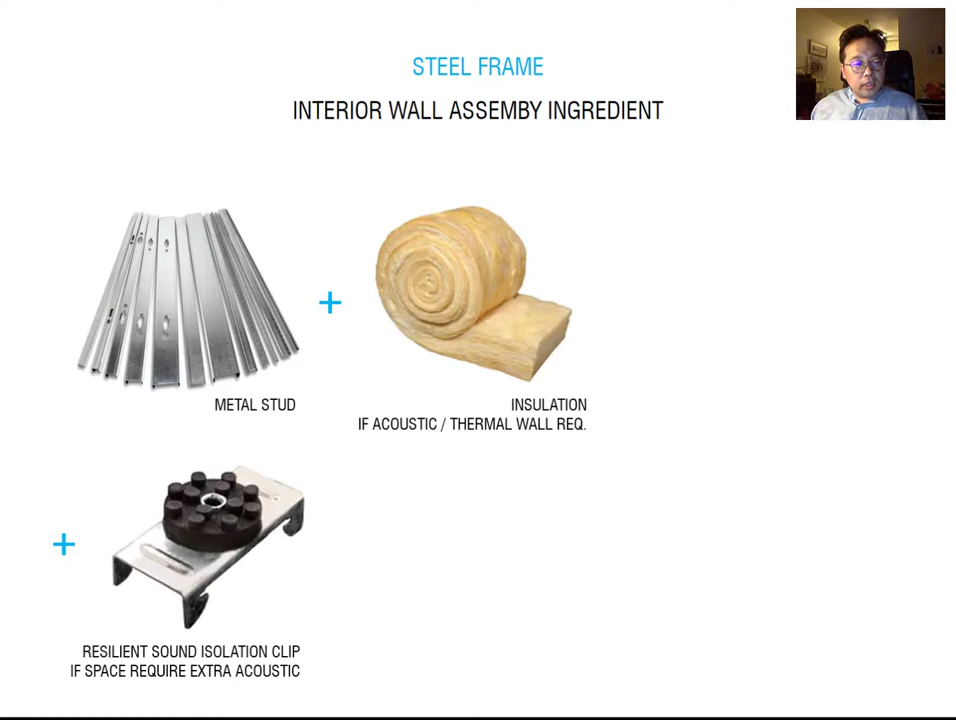 STEEL FRAME
INTERIOR WALL ASSEMBY INGREDIENT
+
METAL STUD
INSULATION
IF ACOUSTIC / THERMAL WALL REQ.
+
RESILIENT SOUND ISOLATION CLIP
IF SPACE REQUIRE EXTRA ACOUSTIC